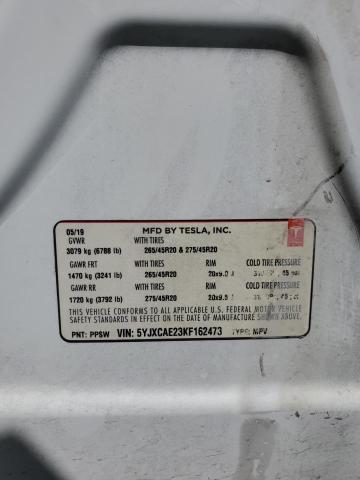 05/19 MFD BY TESLA, INC.
GVWR WITH TIRES
3079 kg (6788 lb) 265/45R20 & 275/45R20
GAWR FRT WITH TIRES RIM COLD TIRE PRESSURE
1470 kg (3241 lb) 265/45R20 20x9.0
GAWR RR WITH TIRES RIM COLD TIRE PRESSURE
1720 kg (3792 lb) 275/45R20
THIS VEHICLE CONFORMS TO ALL APPLICABLE U.S. FEDERAL MOTOR VEHICLE
SAFETY STANDARDS IN EFFECT ON THE DATE OF MANUFACTURE SHOWN ABOVE.
PNT: PPSW VIN: 5YJXCAE23KF162473 TYPE: MPV